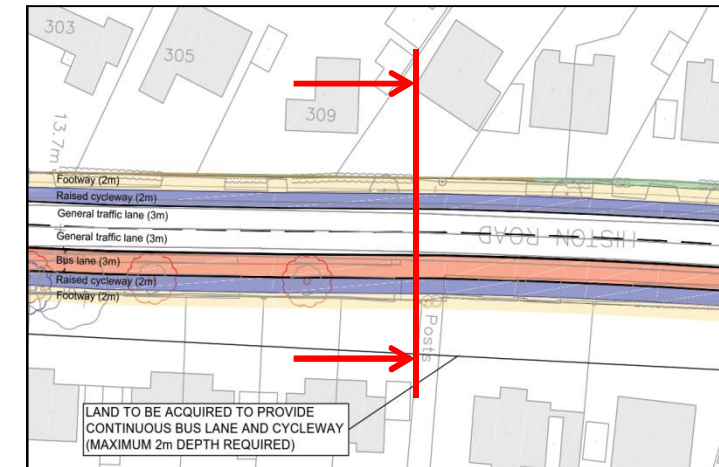 303
305
309
13.7m
Footway (2m)
Raised cycleway (2m)
General traffic lane (3m)
General traffic lane (3m)
HISTON ROAD
Bus lane (3m)
Raised cycleway (2m)
Footway (2m)
Posts
LAND TO BE ACQUIRED TO PROVIDE
CONTINUOUS BUS LANE AND CYCLEWAY
(MAXIMUM 2m DEPTH REQUIRED)